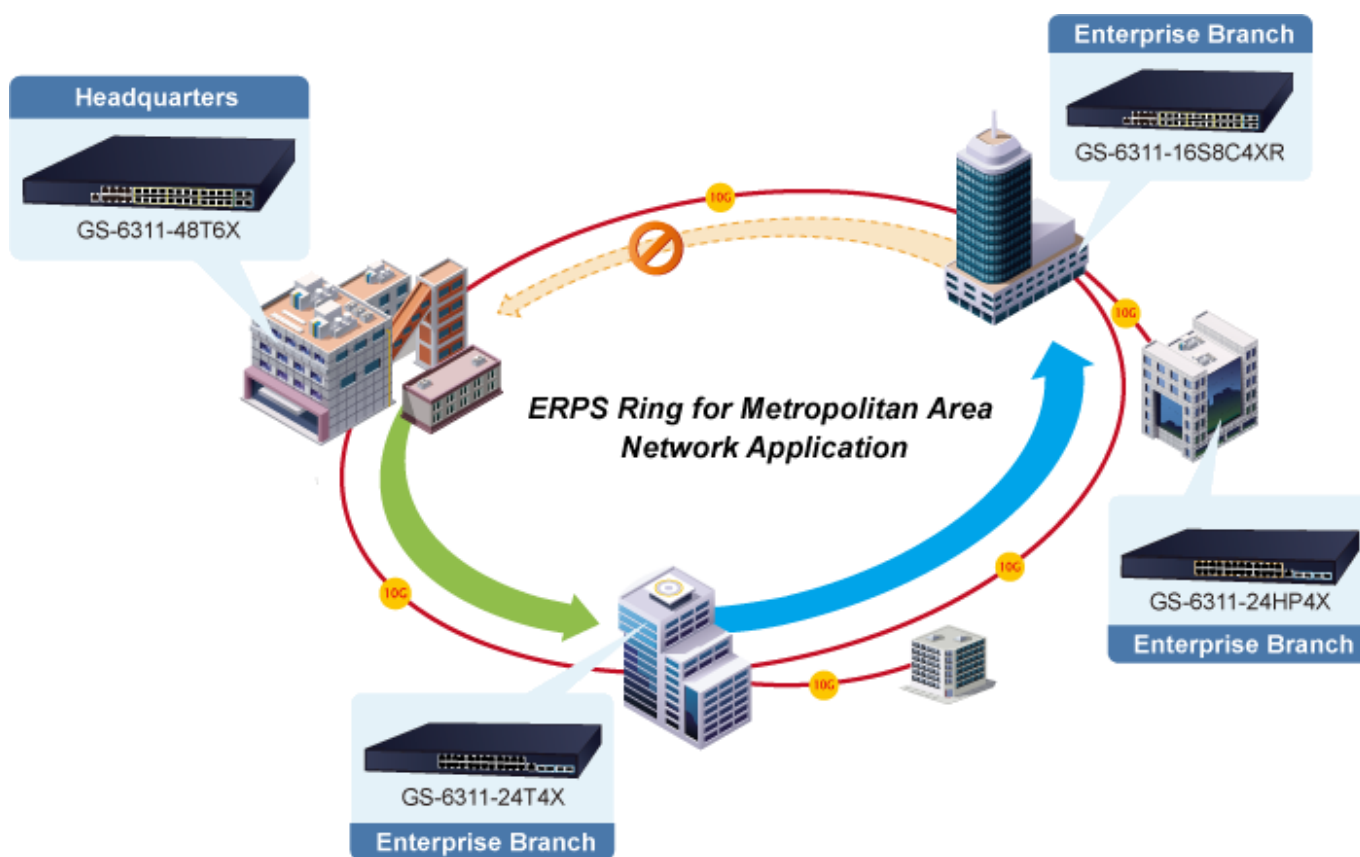 Enterprise Branch
GS-6311-16S8C4XR
Headquarters
GS-6311-48T6X
10G
10G
ERPS Ring for Metropolitan Area
Network Application
10G
10G
10G
GS-6311-24HP4X
Enterprise Branch
GS-6311-24T4X
Enterprise Branch